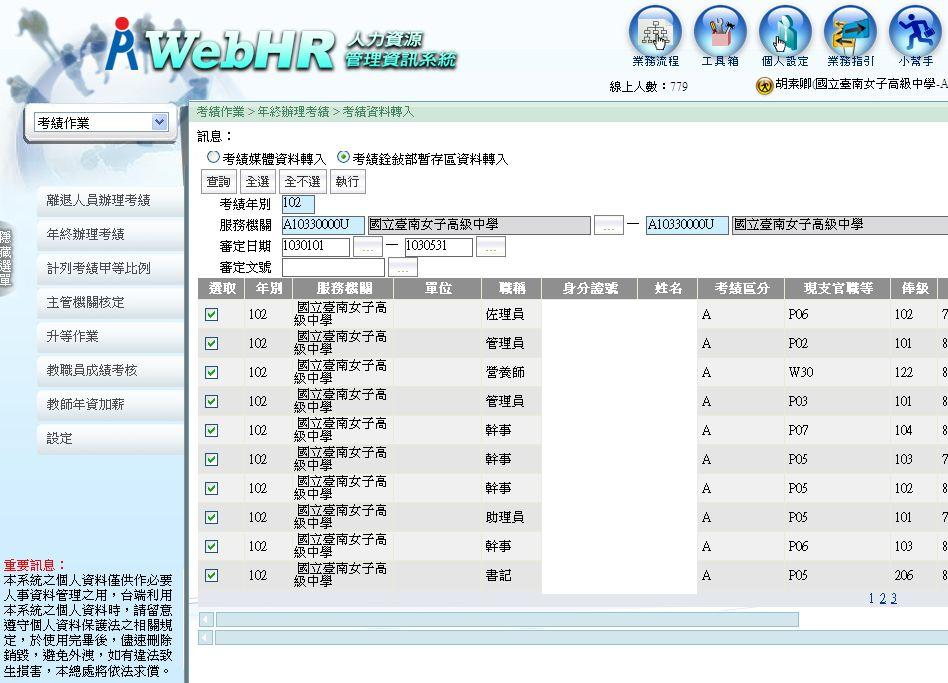 WebHR 人力資源
管理資訊系統
業務流程 工具箱 個人設定 業務指引 小幫手
線上人數：779
胡素卿(國立臺南女子高級中學-A
考績作業
考績作業 > 年終辦理考績 > 考績資料轉入
訊息：
考績媒體資料轉入 考績銓敘部暫存區資料轉入
查詢 全選 全不選 執行
考績年別 102
服務機關 A10330000U 國立臺南女子高級中學 ... — A10330000U 國立臺南女子高級中學
審定日期 1030101 ... — 1030531 ...
審定文號 ...
選取 年別 服務機關 單位 職稱 身分證號 姓名 考績區分 現支官職等 俸級
102 國立臺南女子高級中學 佐理員 A P06 102 7
102 國立臺南女子高級中學 管理員 A P02 101 8
102 國立臺南女子高級中學 營養師 A W30 122 8
102 國立臺南女子高級中學 管理員 A P03 101 8
102 國立臺南女子高級中學 幹事 A P07 104 8
102 國立臺南女子高級中學 幹事 A P05 103 7
102 國立臺南女子高級中學 幹事 A P05 102 8
102 國立臺南女子高級中學 助理員 A P05 101 7
102 國立臺南女子高級中學 幹事 A P06 103 8
102 國立臺南女子高級中學 書記 A P05 206 8
1 2 3
離退人員辦理考績
年終辦理考績
計列考績甲等比例
主管機關核定
升等作業
教職員成績考核
教師年資加薪
設定
隱藏選單
重要訊息：
本系統之個人資料僅供作必要
人事資料管理之用，台端利用
本系統之個人資料時，請留意
遵守個人資料保護法之相關規
定，於使用完畢後，儘速刪除
銷毀，避免外洩，如有違法致
生損害，本總處將依法求償。